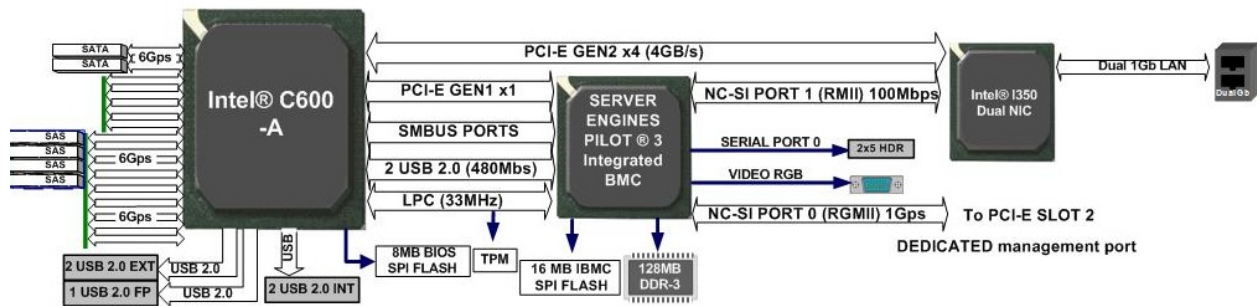 SATA
SATA
6Gps
SAS
SAS
SAS
SAS
6Gps
6Gps
Intel® C600
-A
PCI-E GEN2 x4 (4GB/s)
PCI-E GEN1 x1
SMBUS PORTS
2 USB 2.0 (480Mbs)
LPC (33MHz)
SERVER
ENGINES
PILOT ® 3
Integrated
BMC
NC-SI PORT 1 (RMII) 100Mbps
SERIAL PORT 0
2x5 HDR
VIDEO RGB
NC-SI PORT 0 (RGMII) 1Gps
To PCI-E SLOT 2
DEDICATED management port
Intel® I350
Dual NIC
Dual 1Gb LAN
Dual Gb
2 USB 2.0 EXT
USB 2.0
1 USB 2.0 FP
USB 2.0
USB
2 USB 2.0 INT
8MB BIOS
SPI FLASH
TPM
16 MB IBMC
SPI FLASH
128MB
DDR-3